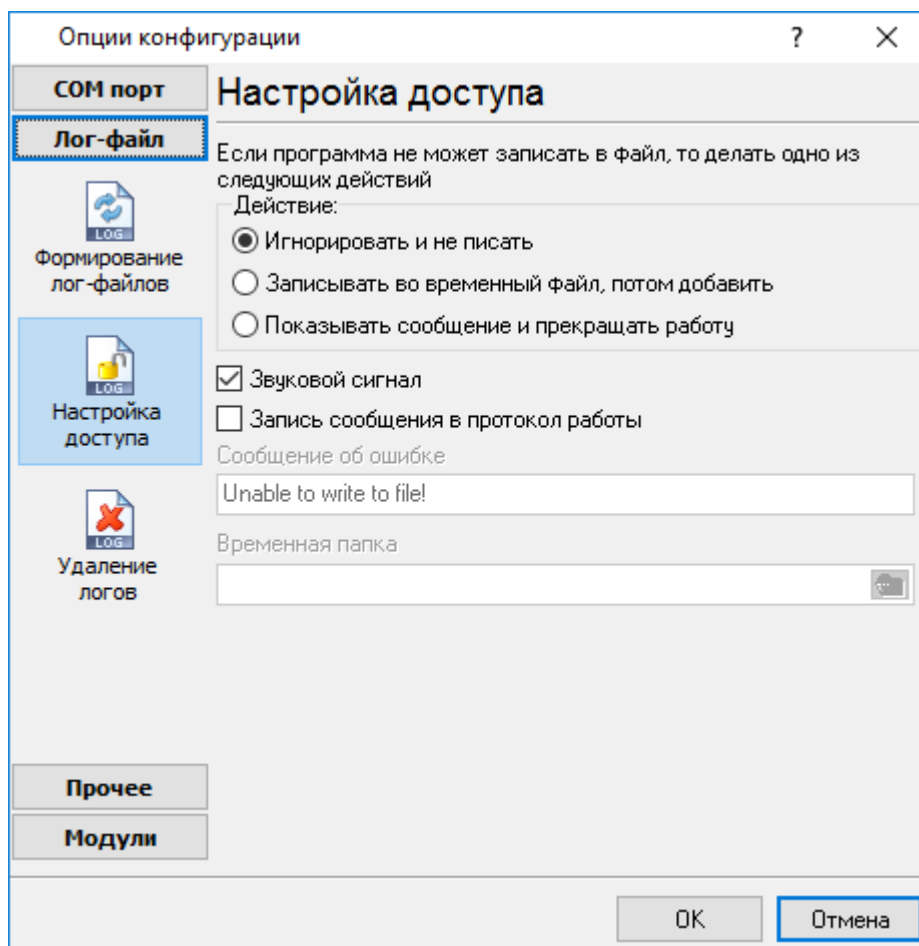 Опции конфигурации
?
COM порт
Лог-файл
LOG
Формирование
лог-файлов
LOG
Настройка
доступа
LOG
Удаление
логов
Прочее
Модули
Настройка доступа
Если программа не может записать в файл, то делать одно из
следующих действий
Действие:
Игнорировать и не писать
Записывать во временный файл, потом добавить
Показывать сообщение и прекращать работу
Звуковой сигнал
Запись сообщения в протокол работы
Сообщение об ошибке
Unable to write to file!
Временная папка
OK
Отмена